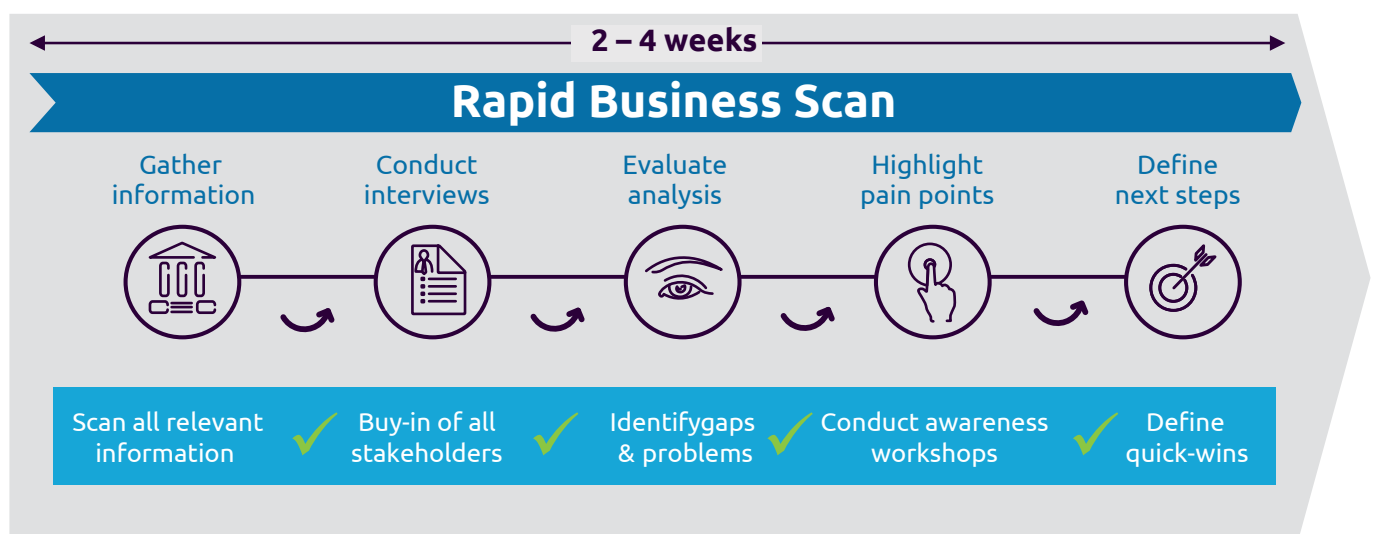 2 – 4 weeks
Rapid Business Scan
Gather
information
Conduct
interviews
Evaluate
analysis
Highlight
pain points
Define
next steps
Scan all relevant
information
Buy-in of all
stakeholders
Identifygaps
& problems
Conduct awareness
workshops
Define
quick-wins